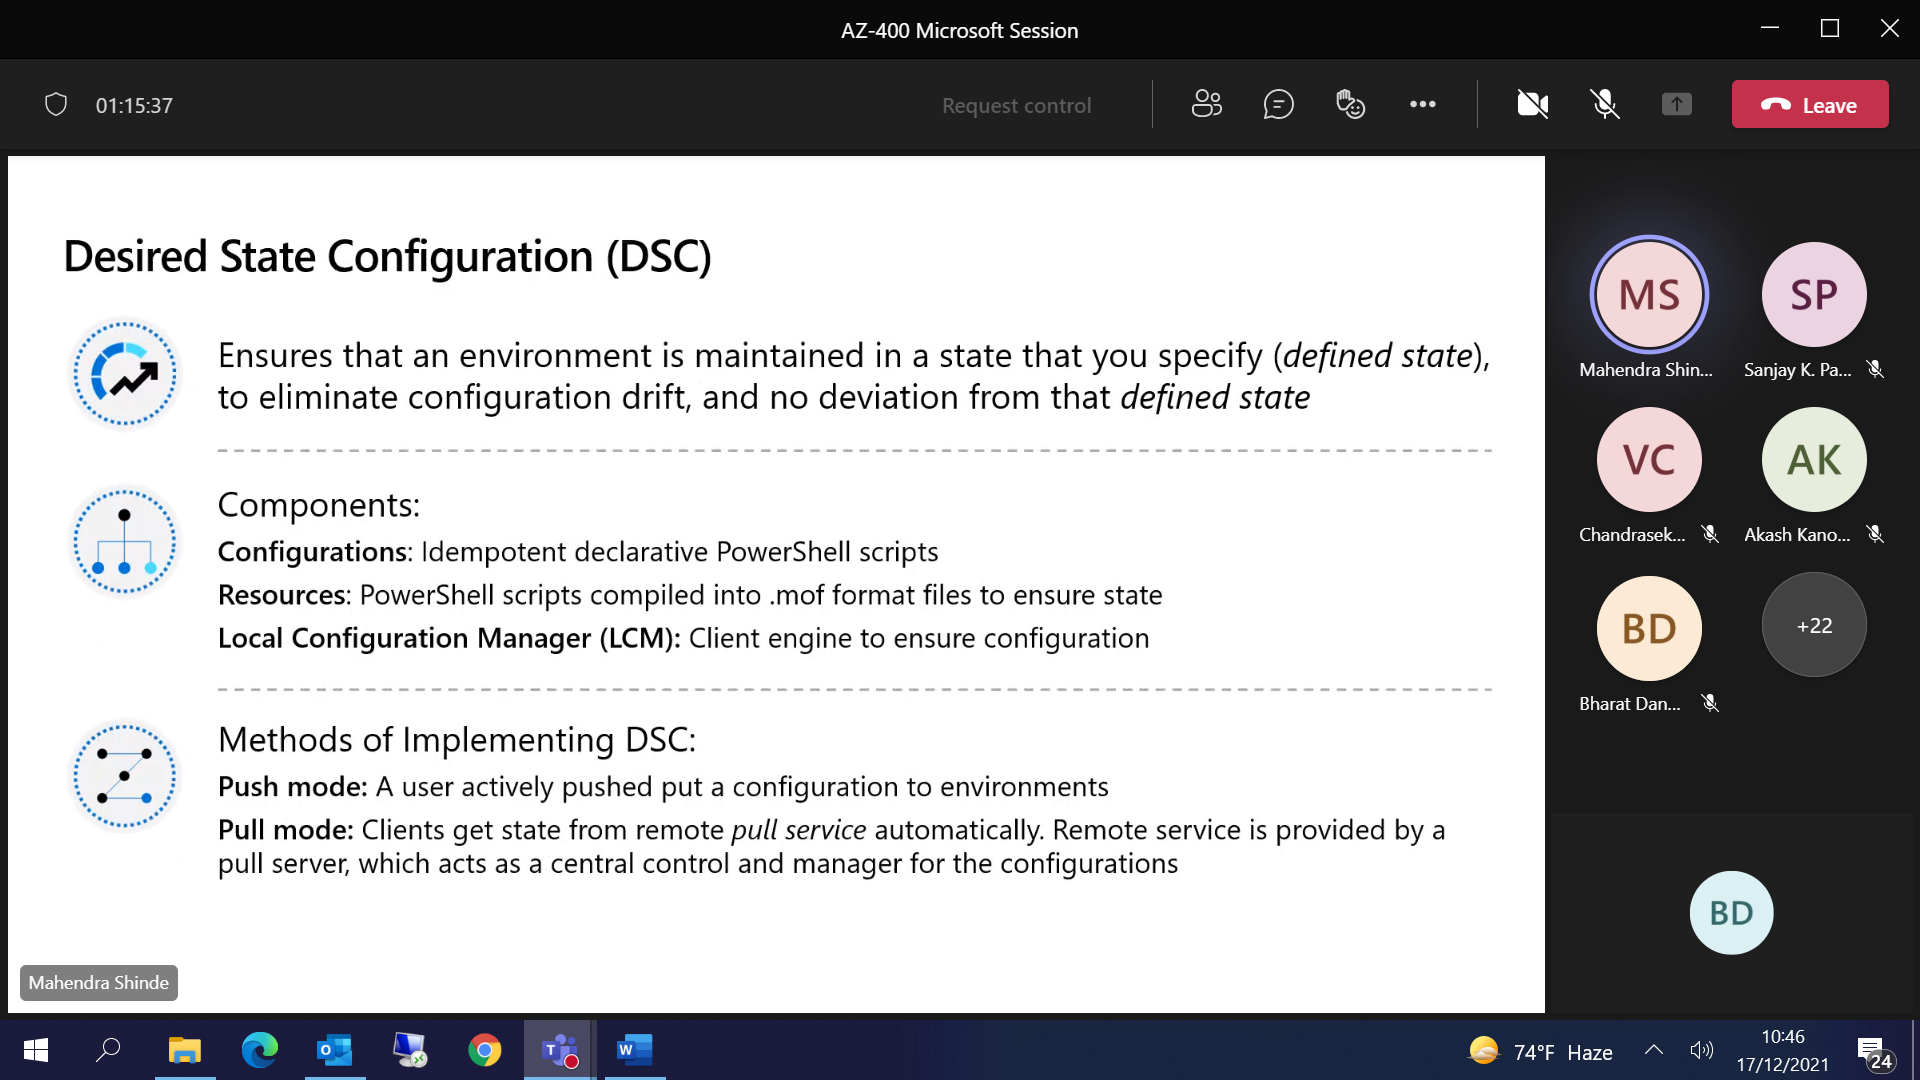 AZ-400 Microsoft Session
01:15:37
Request control
Leave
Desired State Configuration (DSC)
Ensures that an environment is maintained in a state that you specify (defined state),
to eliminate configuration drift, and no deviation from that defined state
Components:
Configurations: Idempotent declarative PowerShell scripts
Resources: PowerShell scripts compiled into .mof format files to ensure state
Local Configuration Manager (LCM): Client engine to ensure configuration
Methods of Implementing DSC:
Push mode: A user actively pushed put a configuration to environments
Pull mode: Clients get state from remote pull service automatically. Remote service is provided by a
pull server, which acts as a central control and manager for the configurations
Mahendra Shinde
MS
SP
Mahendra Shin...
Sanjay K. Pa...
VC
AK
Chandrasek...
Akash Kano...
BD
+22
Bharat Dan...
BD
O
T
W
74°F Haze
10:46
17/12/2021
24